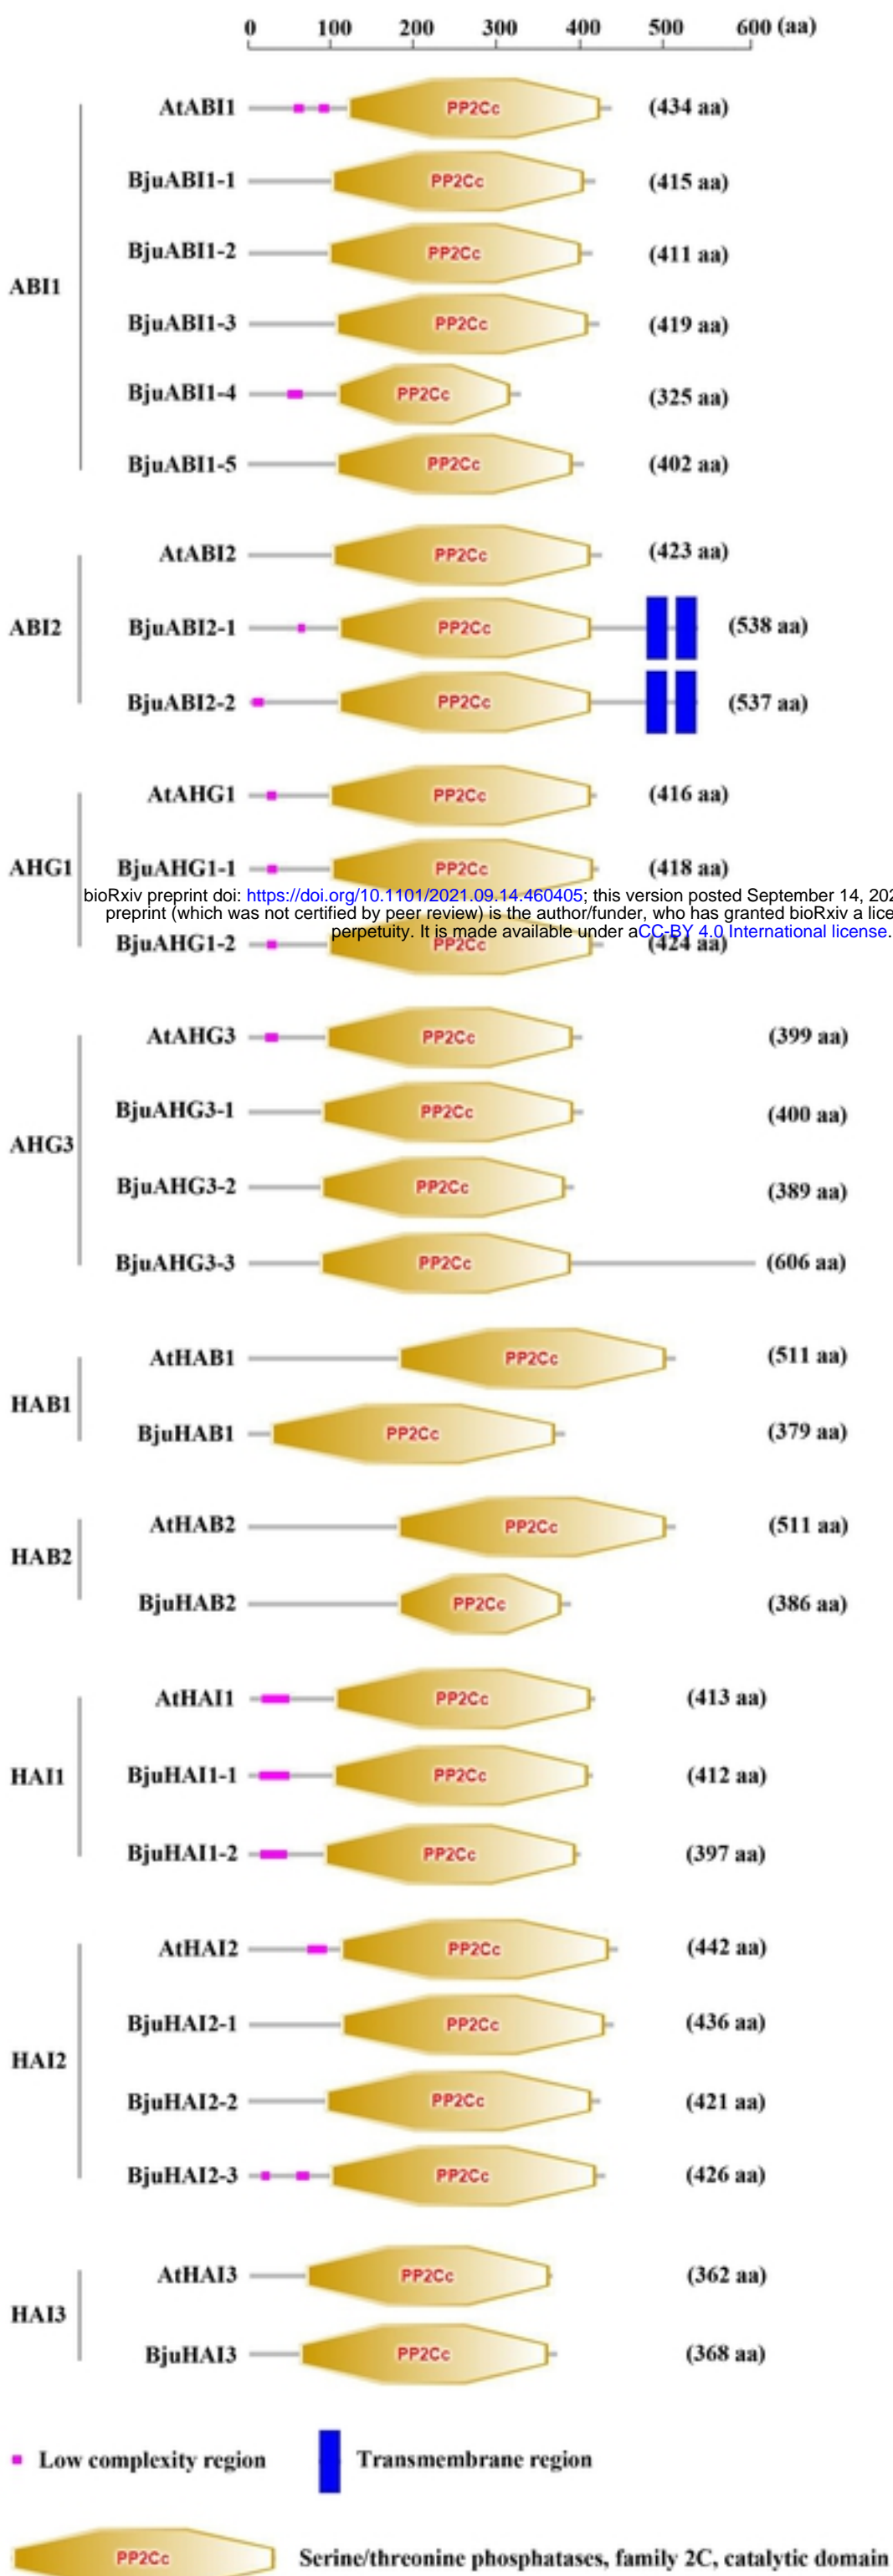 0 100 200 300 400 500 600 (aa)
AtABI1 PP2Cc (434 aa)
BjuABI1-1 PP2Cc (415 aa)
BjuABI1-2 PP2Cc (411 aa)
ABI1
BjuABI1-3 PP2Cc (419 aa)
BjuABI1-4 PP2Cc (325 aa)
BjuABI1-5 PP2Cc (402 aa)
AtABI2 PP2Cc (423 aa)
ABI2 BjuABI2-1 PP2Cc (538 aa)
BjuABI2-2 PP2Cc (537 aa)
AtAHG1 PP2Cc (416 aa)
AHG1 BjuAHG1-1 PP2Cc (418 aa)
bioRxiv preprint doi: https://doi.org/10.1101/2021.09.14.460405; this version posted September 14, 202
preprint (which was not certified by peer review) is the author/funder, who has granted bioRxiv a lice
perpetuity. It is made available under aCC-BY 4.0 International license.
BjuAHG1-2 PP2Cc (424 aa)
AtAHG3 PP2Cc (399 aa)
BjuAHG3-1 PP2Cc (400 aa)
AHG3
BjuAHG3-2 PP2Cc (389 aa)
BjuAHG3-3 PP2Cc (606 aa)
AtHAB1 PP2Cc (511 aa)
HAB1
BjuHAB1 PP2Cc (379 aa)
AtHAB2 PP2Cc (511 aa)
HAB2
BjuHAB2 PP2Cc (386 aa)
AtHAI1 PP2Cc (413 aa)
HAI1 BjuHAI1-1 PP2Cc (412 aa)
BjuHAI1-2 PP2Cc (397 aa)
AtHAI2 PP2Cc (442 aa)
BjuHAI2-1 PP2Cc (436 aa)
HAI2
BjuHAI2-2 PP2Cc (421 aa)
BjuHAI2-3 PP2Cc (426 aa)
AtHAI3 PP2Cc (362 aa)
HAI3
BjuHAI3 PP2Cc (368 aa)
Low complexity region Transmembrane region
PP2Cc Serine/threonine phosphatases, family 2C, catalytic domain